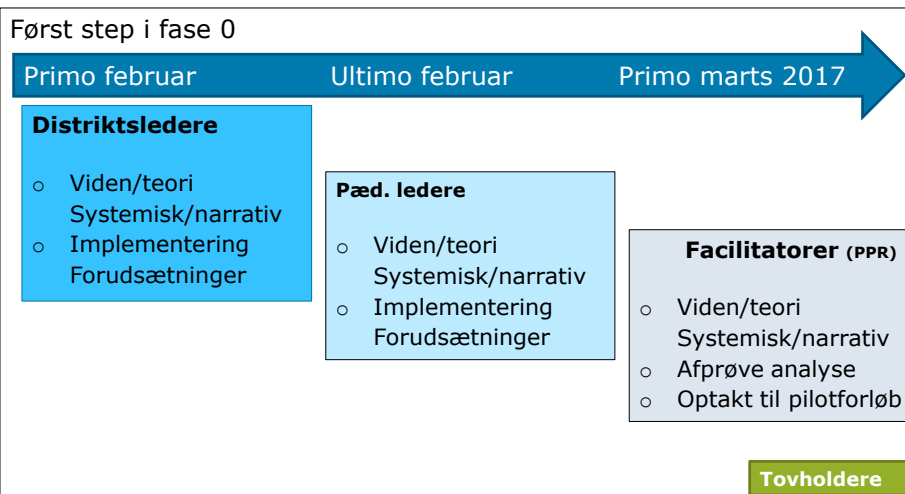 Først step i fase 0
Primo februar
Ultimo februar
Primo marts 2017
Distriktsledere
o Viden/teori
Systemisk/narrativ
o Implementering
Forudsætninger
Pæd. ledere
o Viden/teori
Systemisk/narrativ
o Implementering
Forudsætninger
Facilitatorer (PPR)
o Viden/teori
Systemisk/narrativ
o Afprøve analyse
o Optakt til pilotforløb
Tovholdere